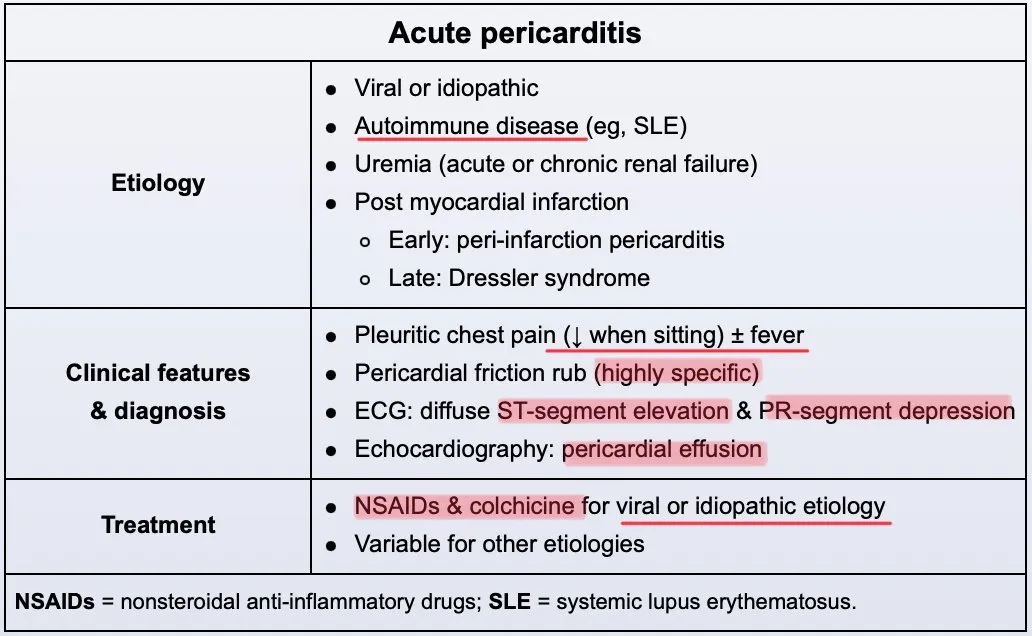 Acute pericarditis
Etiology
● Viral or idiopathic
● Autoimmune disease (eg, SLE)
● Uremia (acute or chronic renal failure)
● Post myocardial infarction
○ Early: peri-infarction pericarditis
○ Late: Dressler syndrome
Clinical features
& diagnosis
● Pleuritic chest pain (↓ when sitting) ± fever
● Pericardial friction rub (highly specific)
● ECG: diffuse ST-segment elevation & PR-segment depression
● Echocardiography: pericardial effusion
Treatment
● NSAIDs & colchicine for viral or idiopathic etiology
● Variable for other etiologies
NSAIDs = nonsteroidal anti-inflammatory drugs; SLE = systemic lupus erythematosus.